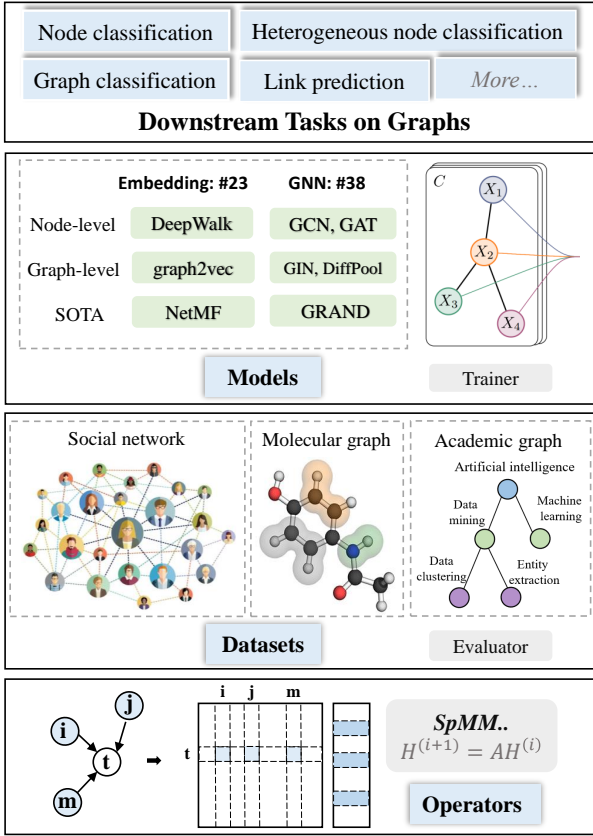 Node classification
Heterogeneous node classification
Graph classification
Link prediction
More...
Downstream Tasks on Graphs
Embedding: #23
GNN: #38
Node-level
DeepWalk
GCN, GAT
Graph-level
graph2vec
GIN, DiffPool
SOTA
NetMF
GRAND
Models
C
X₁
X₂
X₃
X₄
Trainer
Social network
Molecular graph
Academic graph
Artificial intelligence
Data
mining
Machine
learning
Data
clustering
Entity
extraction
Datasets
Evaluator
i
j
t
m
i
j
m
t
SpMM..
H^(i+1) = AH^(i)
Operators